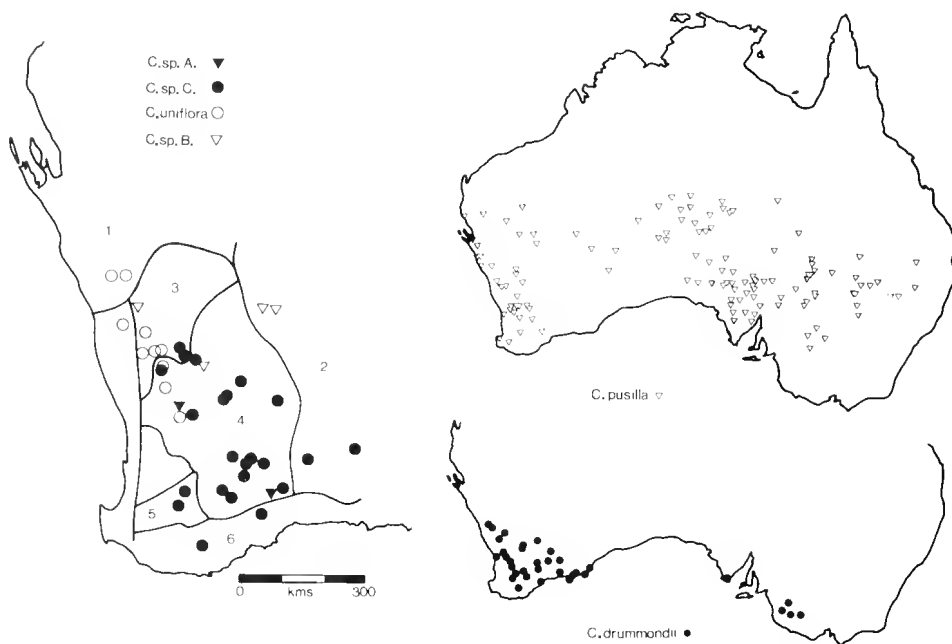 C.sp. A. ▼
C.sp. C. ●
C.uniflora ○
C.sp. B. ▽
1
3
2
4
5
6
0 kms 300
C. pusilla ▽
C.drummondii ●